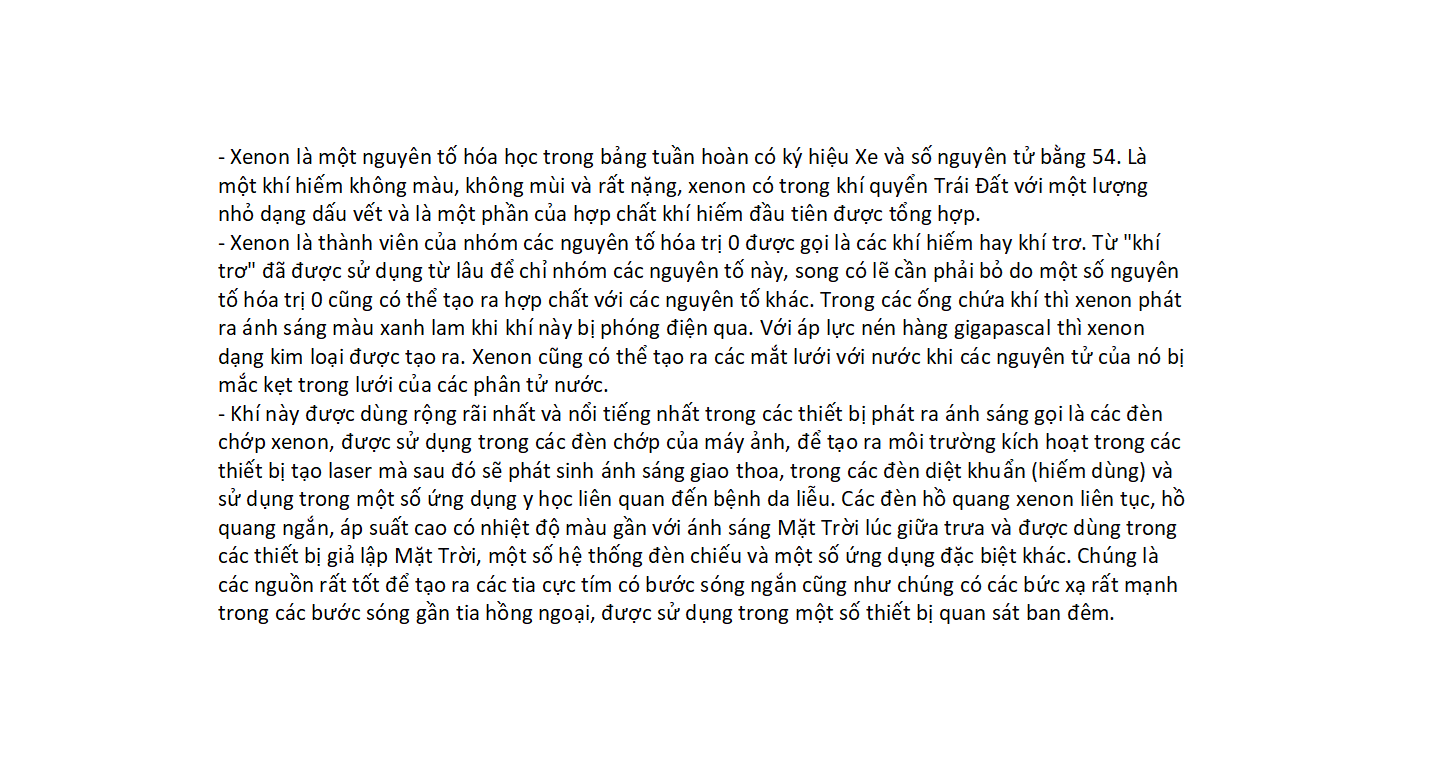 - Xenon là một nguyên tố hóa học trong bảng tuần hoàn có ký hiệu Xe và số nguyên tử bằng 54. Là
một khí hiếm không màu, không mùi và rất nặng, xenon có trong khí quyển Trái Đất với một lượng
nhỏ dạng dấu vết và là một phần của hợp chất khí hiếm đầu tiên được tổng hợp.
- Xenon là thành viên của nhóm các nguyên tố hóa trị 0 được gọi là các khí hiếm hay khí trơ. Từ "khí
trơ" đã được sử dụng từ lâu để chỉ nhóm các nguyên tố này, song có lẽ cần phải bỏ do một số nguyên
tố hóa trị 0 cũng có thể tạo ra hợp chất với các nguyên tố khác. Trong các ống chứa khí thì xenon phát
ra ánh sáng màu xanh lam khi khí này bị phóng điện qua. Với áp lực nén hàng gigapascal thì xenon
dạng kim loại được tạo ra. Xenon cũng có thể tạo ra các mắt lưới với nước khi các nguyên tử của nó bị
mắc kẹt trong lưới của các phân tử nước.
- Khí này được dùng rộng rãi nhất và nổi tiếng nhất trong các thiết bị phát ra ánh sáng gọi là các đèn
chớp xenon, được sử dụng trong các đèn chớp của máy ảnh, để tạo ra môi trường kích hoạt trong các
thiết bị tạo laser mà sau đó sẽ phát sinh ánh sáng giao thoa, trong các đèn diệt khuẩn (hiếm dùng) và
sử dụng trong một số ứng dụng y học liên quan đến bệnh da liễu. Các đèn hồ quang xenon liên tục, hồ
quang ngắn, áp suất cao có nhiệt độ màu gần với ánh sáng Mặt Trời lúc giữa trưa và được dùng trong
các thiết bị giả lập Mặt Trời, một số hệ thống đèn chiếu và một số ứng dụng đặc biệt khác. Chúng là
các nguồn rất tốt để tạo ra các tia cực tím có bước sóng ngắn cũng như chúng có các bức xạ rất mạnh
trong các bước sóng gần tia hồng ngoại, được sử dụng trong một số thiết bị quan sát ban đêm.